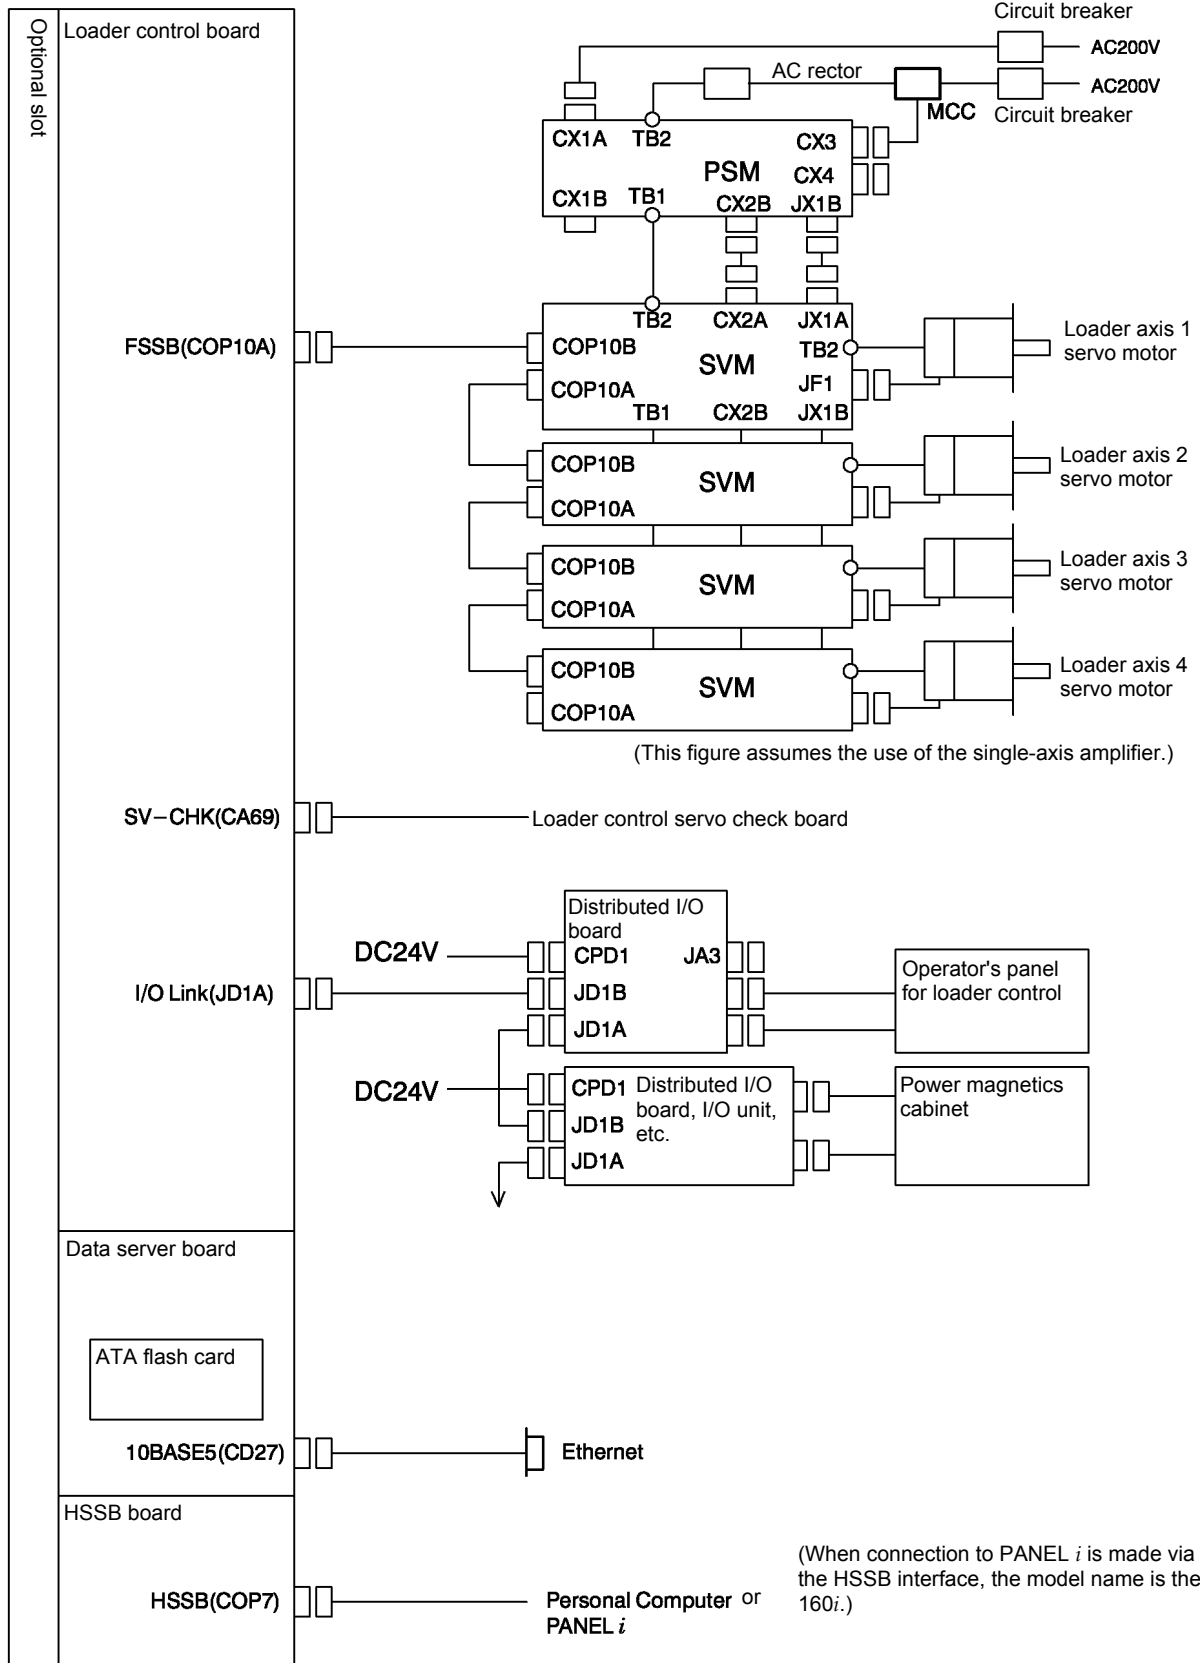 Optional slot
Loader control board
Circuit breaker
AC200V
AC rector
AC200V
MCC
Circuit breaker
CX1A
TB2
CX3
PSM
CX4
CX1B
TB1
CX2B
JX1B
FSSB(COP10A)
TB2
CX2A
JX1A
COP10B
SVM
TB2
COP10A
JF1
TB1
CX2B
JX1B
Loader axis 1
servo motor
COP10B
SVM
COP10A
Loader axis 2
servo motor
COP10B
SVM
COP10A
Loader axis 3
servo motor
COP10B
SVM
COP10A
Loader axis 4
servo motor
(This figure assumes the use of the single-axis amplifier.)
SV−CHK(CA69)
Loader control servo check board
Distributed I/O
board
DC24V
CPD1
JA3
I/O Link(JD1A)
JD1B
JD1A
Operator's panel
for loader control
DC24V
CPD1
Distributed I/O
board, I/O unit,
etc.
JD1B
JD1A
Power magnetics
cabinet
Data server board
ATA flash card
10BASE5(CD27)
Ethernet
HSSB board
HSSB(COP7)
Personal Computer or
PANEL i
(When connection to PANEL i is made via
the HSSB interface, the model name is the
160i.)